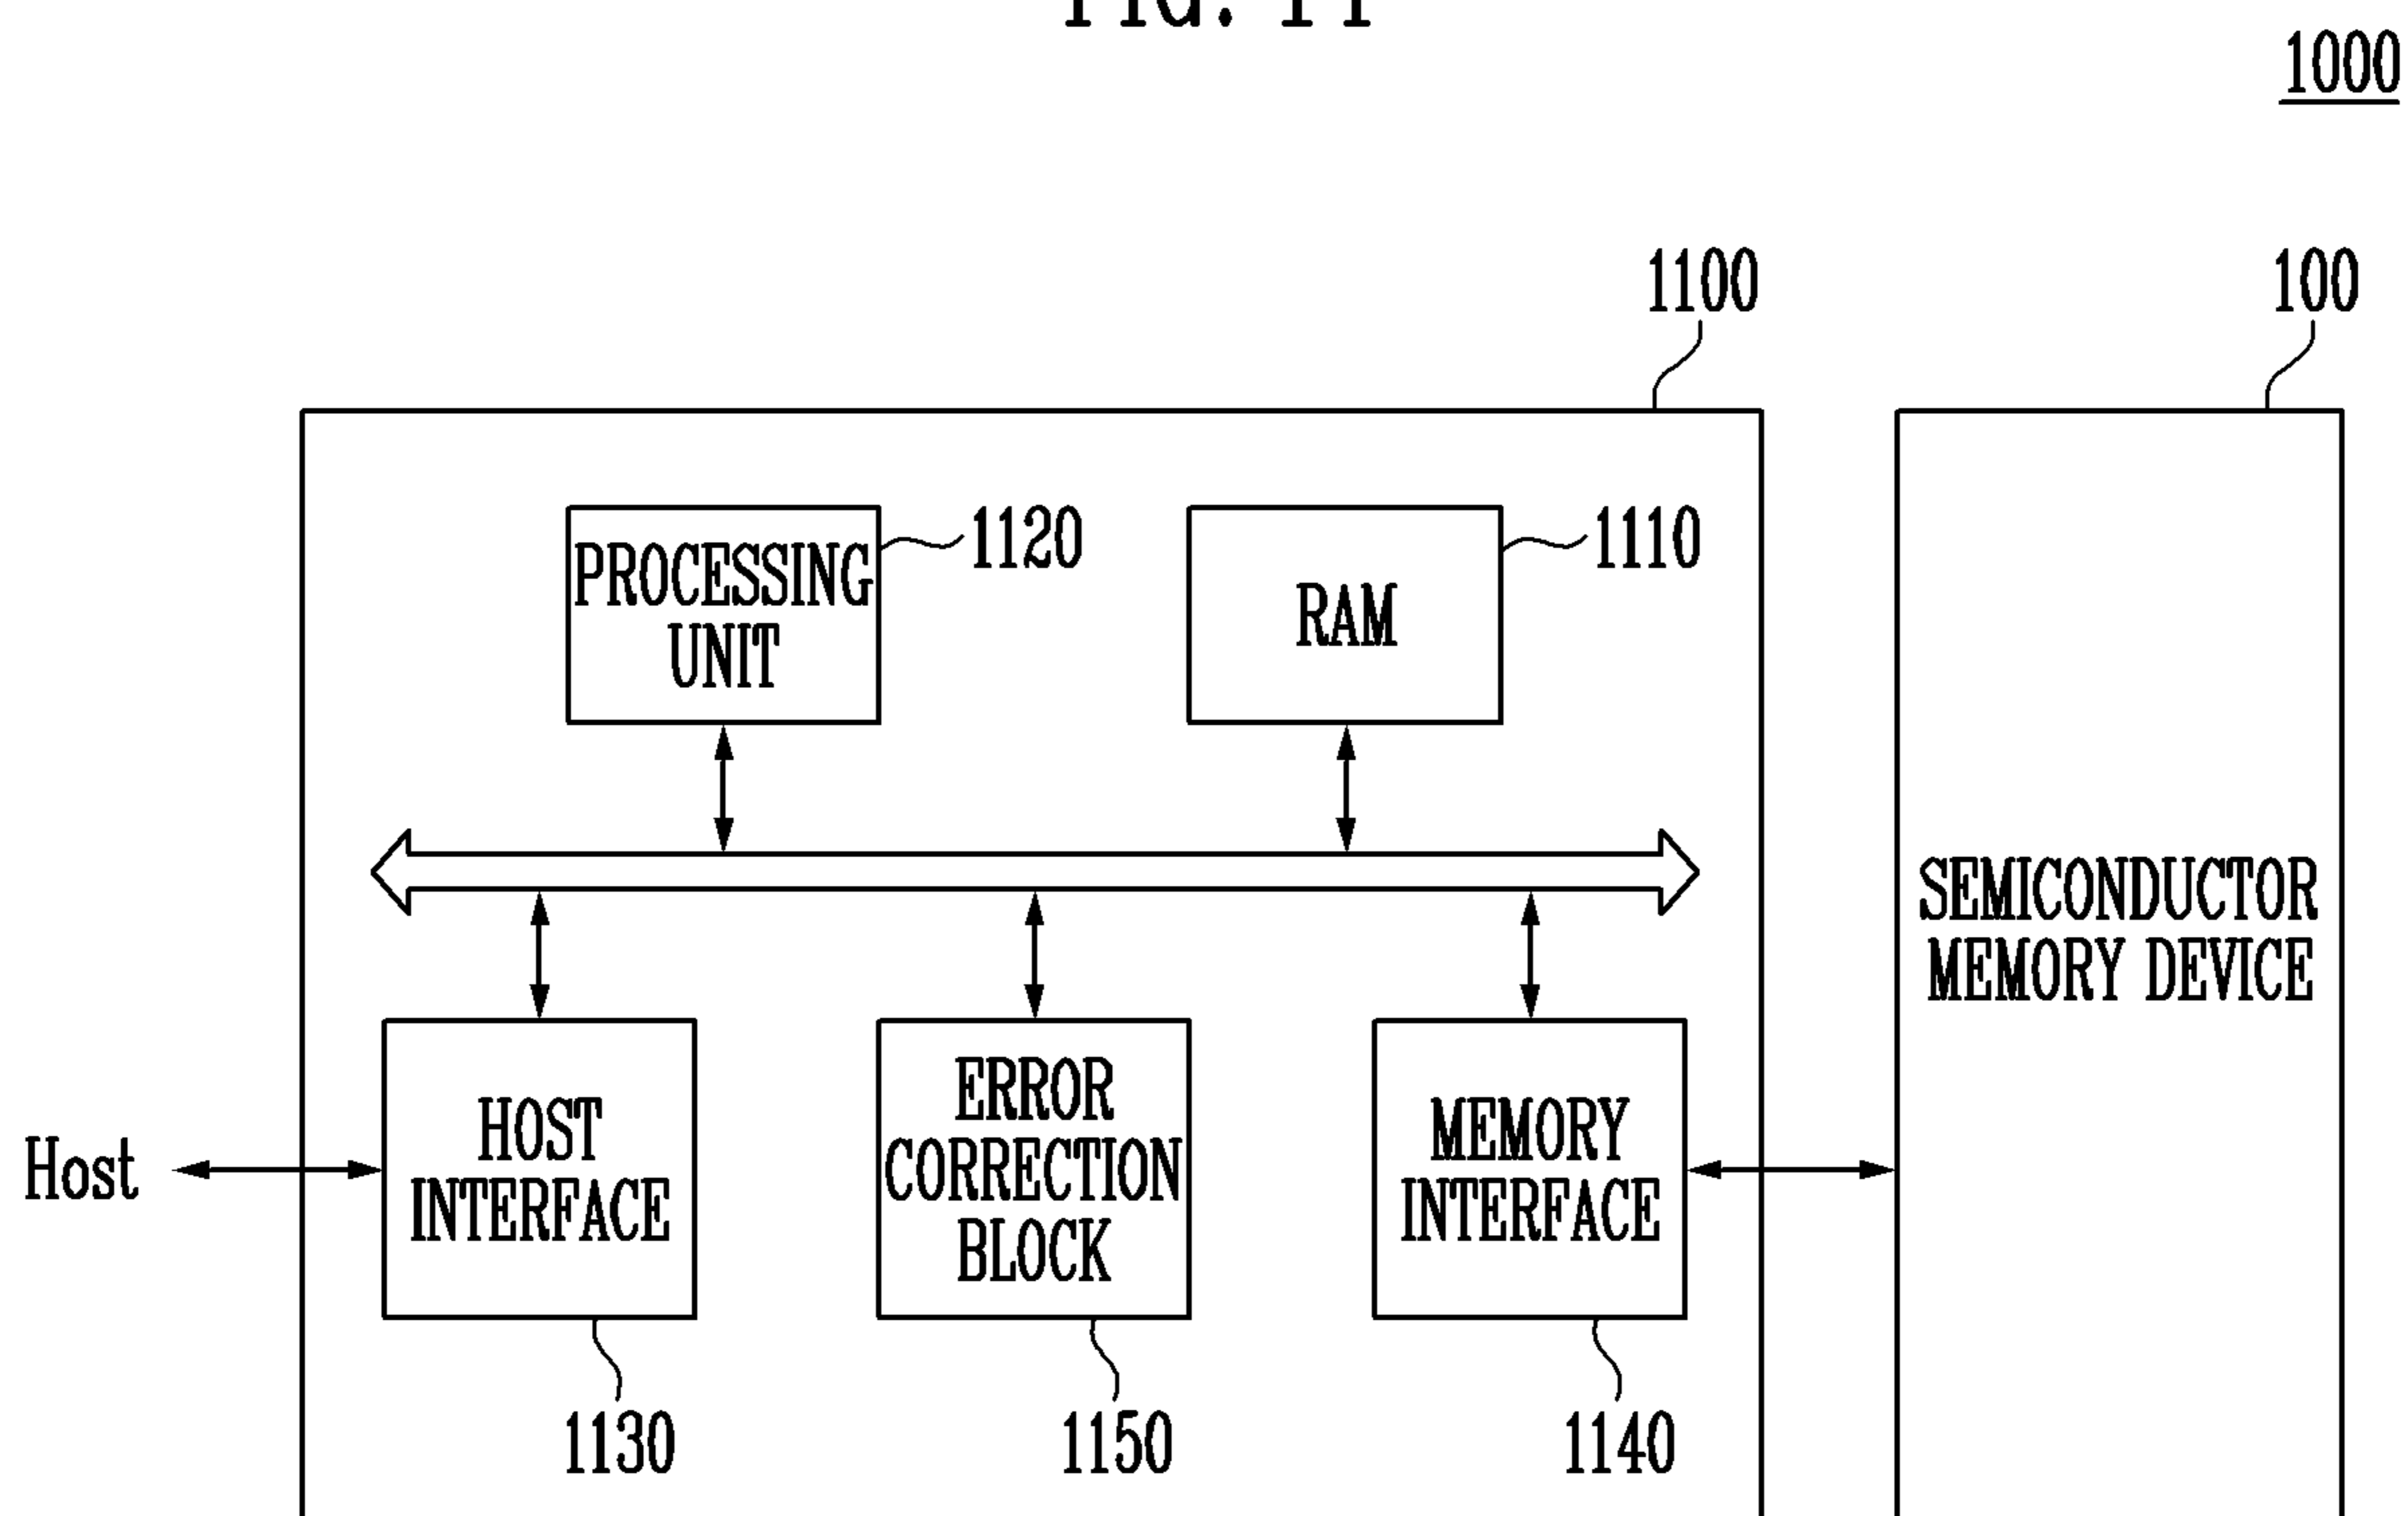 1000
1100
100
1120
1110
PROCESSING
UNIT
RAM
SEMICONDUCTOR
MEMORY DEVICE
HOST
INTERFACE
ERROR
CORRECTION
BLOCK
MEMORY
INTERFACE
Host
1130
1150
1140